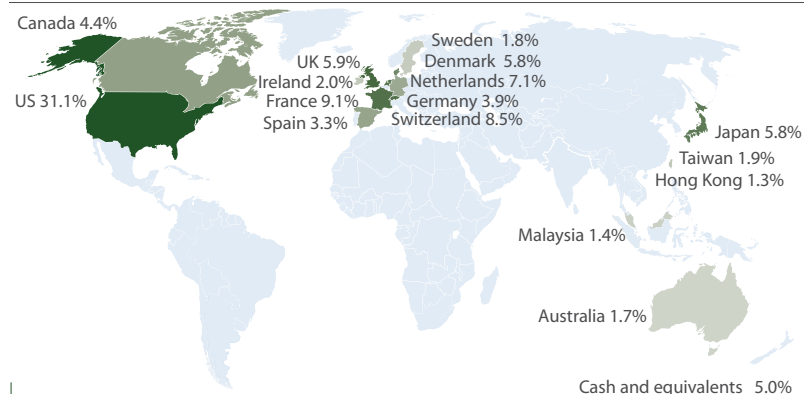 Canada 4.4%
US 31.1%
UK 5.9%
Ireland 2.0%
France 9.1%
Spain 3.3%
Sweden 1.8%
Denmark 5.8%
Netherlands 7.1%
Germany 3.9%
Switzerland 8.5%
Japan 5.8%
Taiwan 1.9%
Hong Kong 1.3%
Malaysia 1.4%
Australia 1.7%
Cash and equivalents 5.0%